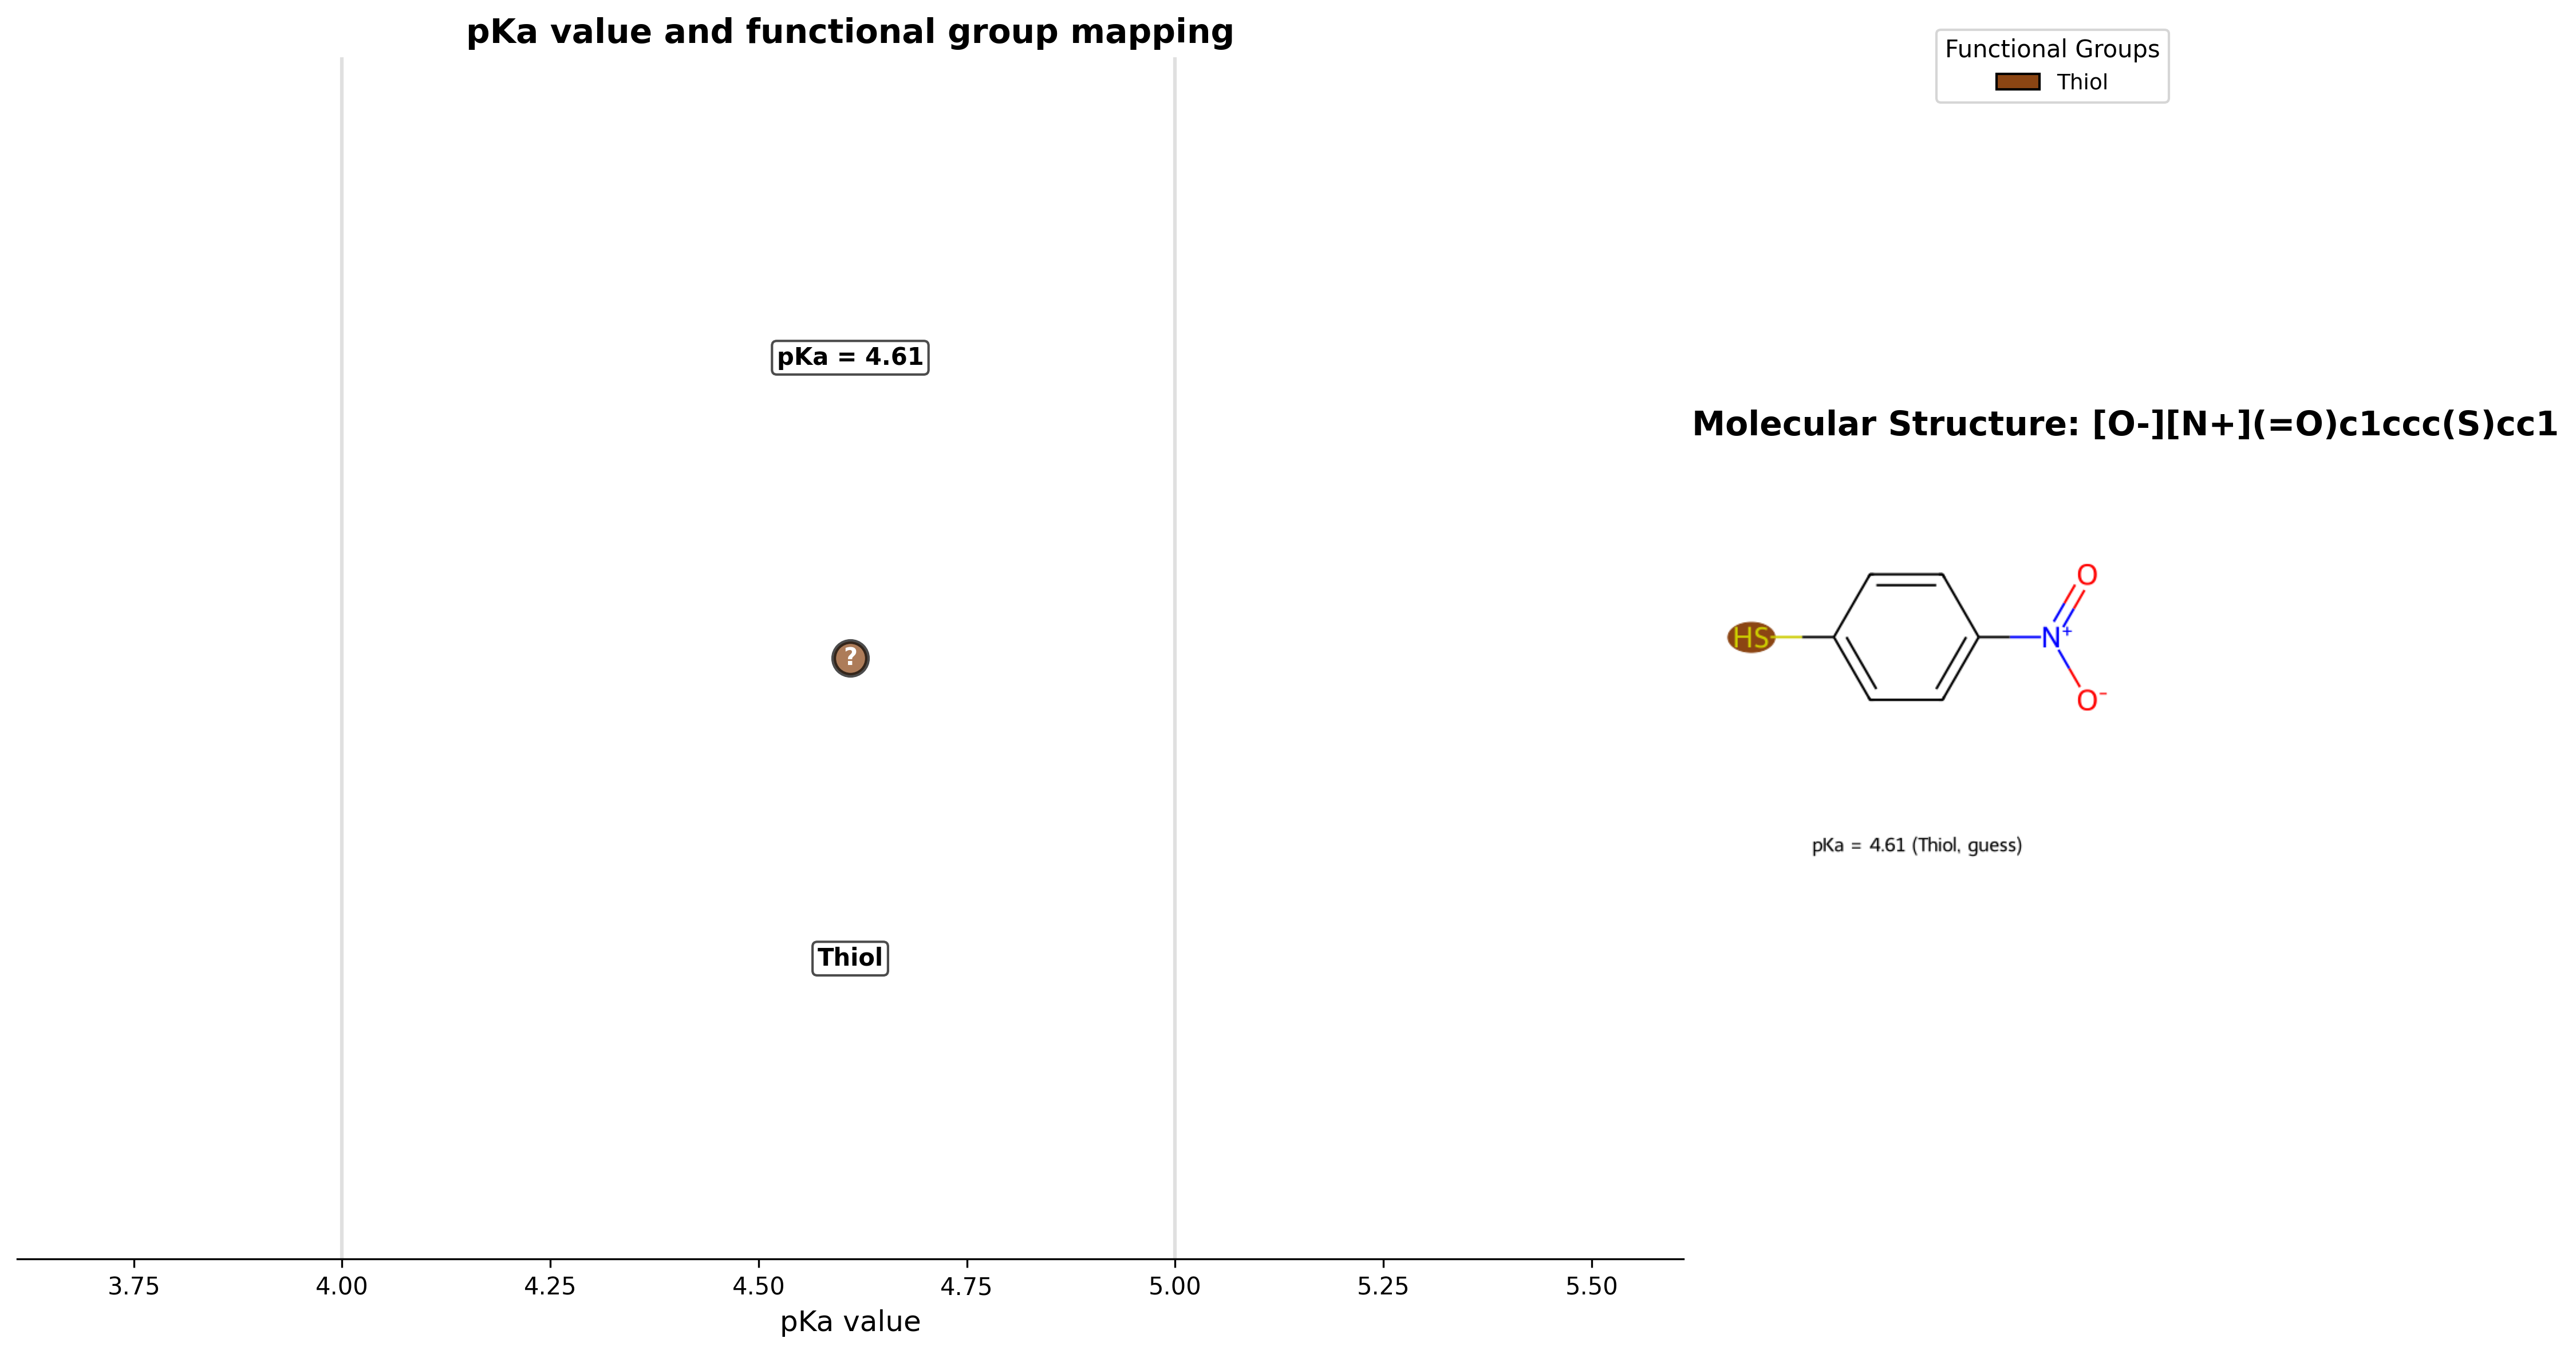 pKa value and functional group mapping
pKa = 4.61
?
Thiol
3.75 4.00 4.25 4.50 4.75 5.00 5.25 5.50
pKa value
Functional Groups
Thiol
Molecular Structure: [O-][N+](=O)c1ccc(S)cc1
O
HS N⁺
O⁻
pKa = 4.61 (Thiol, guess)